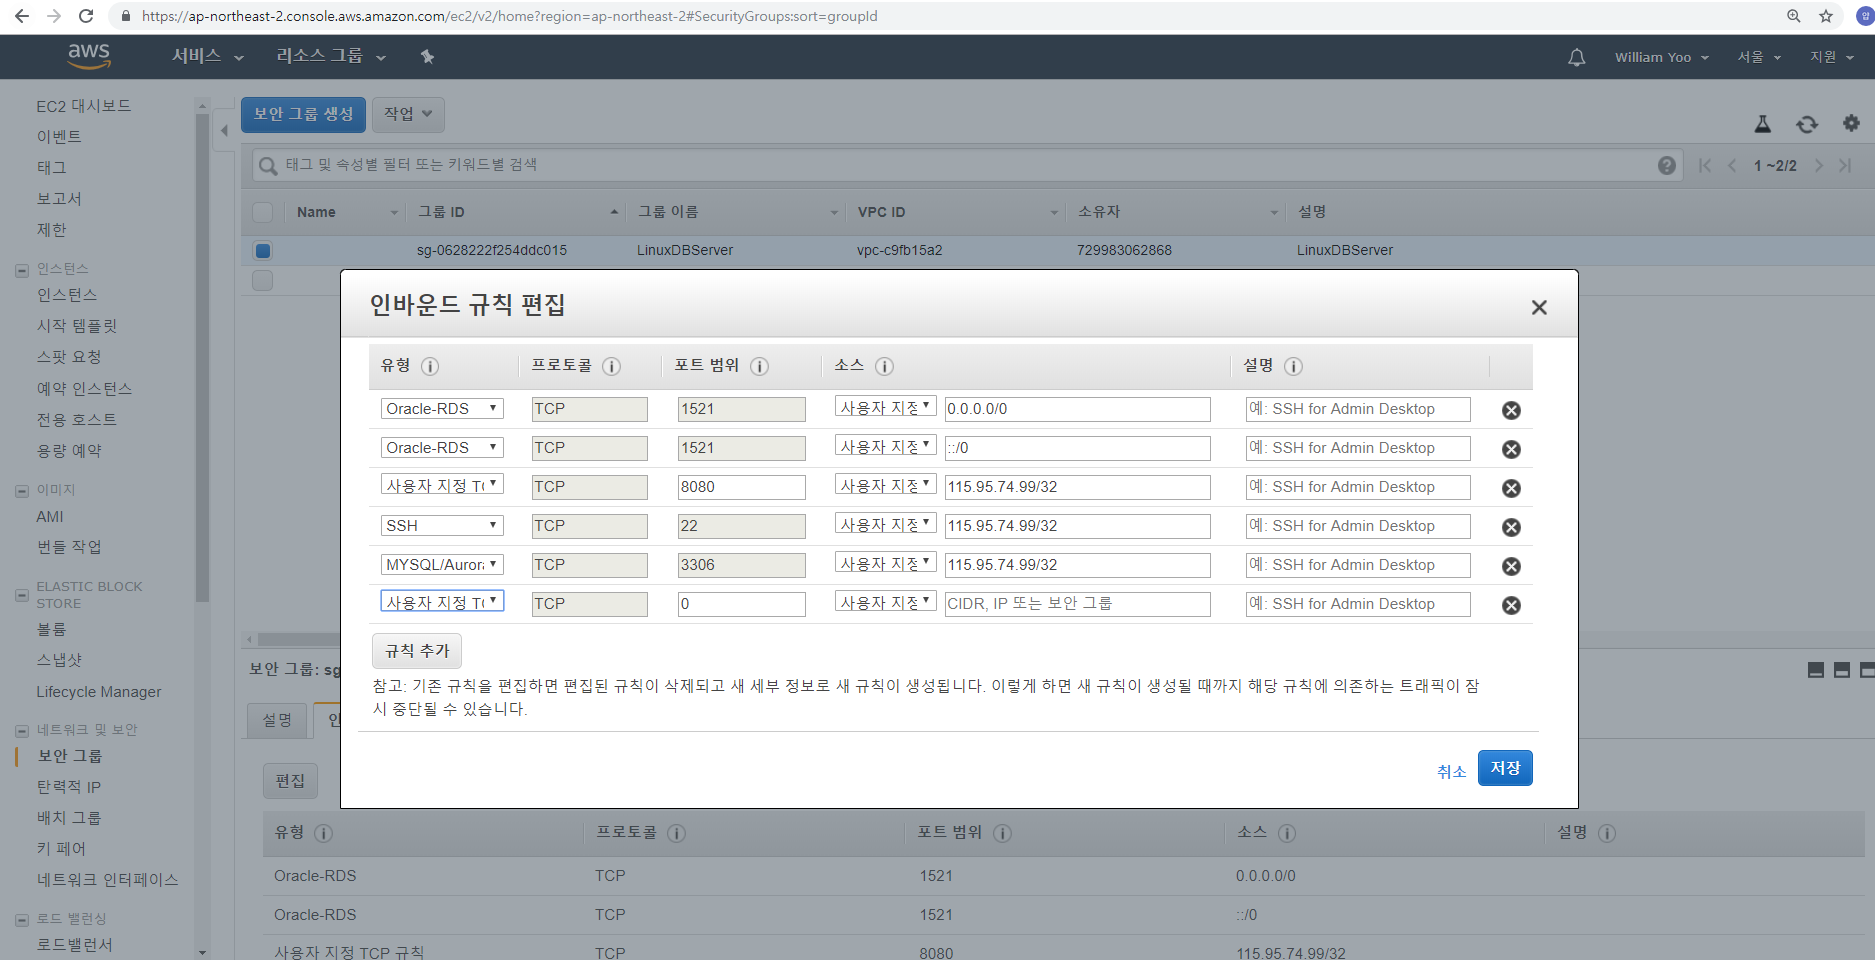 https://ap-northeast-2.console.aws.amazon.com/ec2/v2/home?region=ap-northeast-2#SecurityGroups:sort=groupId
aws 서비스 리소스 그룹 William Yoo 서울 지원
EC2 대시보드
이벤트
태그
보고서
제한
인스턴스
인스턴스
시작 템플릿
스팟 요청
예약 인스턴스
전용 호스트
용량 예약
이미지
AMI
번들 작업
ELASTIC BLOCK
STORE
볼륨
스냅샷
Lifecycle Manager
네트워크 및 보안
보안 그룹
탄력적 IP
배치 그룹
키 페어
네트워크 인터페이스
로드 밸런싱
로드밸런서
보안 그룹 생성 작업
태그 및 속성별 필터 또는 키워드별 검색 1 ~2/2
Name 그룹 ID 그룹 이름 VPC ID 소유자 설명
sg-0628222f254ddc015 LinuxDBServer vpc-c9fb15a2 729983062868 LinuxDBServer
인바운드 규칙 편집
유형 프로토콜 포트 범위 소스 설명
Oracle-RDS TCP 1521 사용자 지정 0.0.0.0/0 예: SSH for Admin Desktop
Oracle-RDS TCP 1521 사용자 지정 ::/0 예: SSH for Admin Desktop
사용자 지정 TC TCP 8080 사용자 지정 115.95.74.99/32 예: SSH for Admin Desktop
SSH TCP 22 사용자 지정 115.95.74.99/32 예: SSH for Admin Desktop
MYSQL/Aurora TCP 3306 사용자 지정 115.95.74.99/32 예: SSH for Admin Desktop
사용자 지정 TC TCP 0 사용자 지정 CIDR, IP 또는 보안 그룹 예: SSH for Admin Desktop
규칙 추가
참고: 기존 규칙을 편집하면 편집된 규칙이 삭제되고 새 세부 정보로 새 규칙이 생성됩니다. 이렇게 하면 새 규칙이 생성될 때까지 해당 규칙에 의존하는 트래픽이 잠
시 중단될 수 있습니다.
취소 저장
보안 그룹: sg
설명 인
편집
유형 프로토콜 포트 범위 소스 설명
Oracle-RDS TCP 1521 0.0.0.0/0
Oracle-RDS TCP 1521 ::/0
사용자 지정 TCP 규칙 TCP 8080 115.95.74.99/32